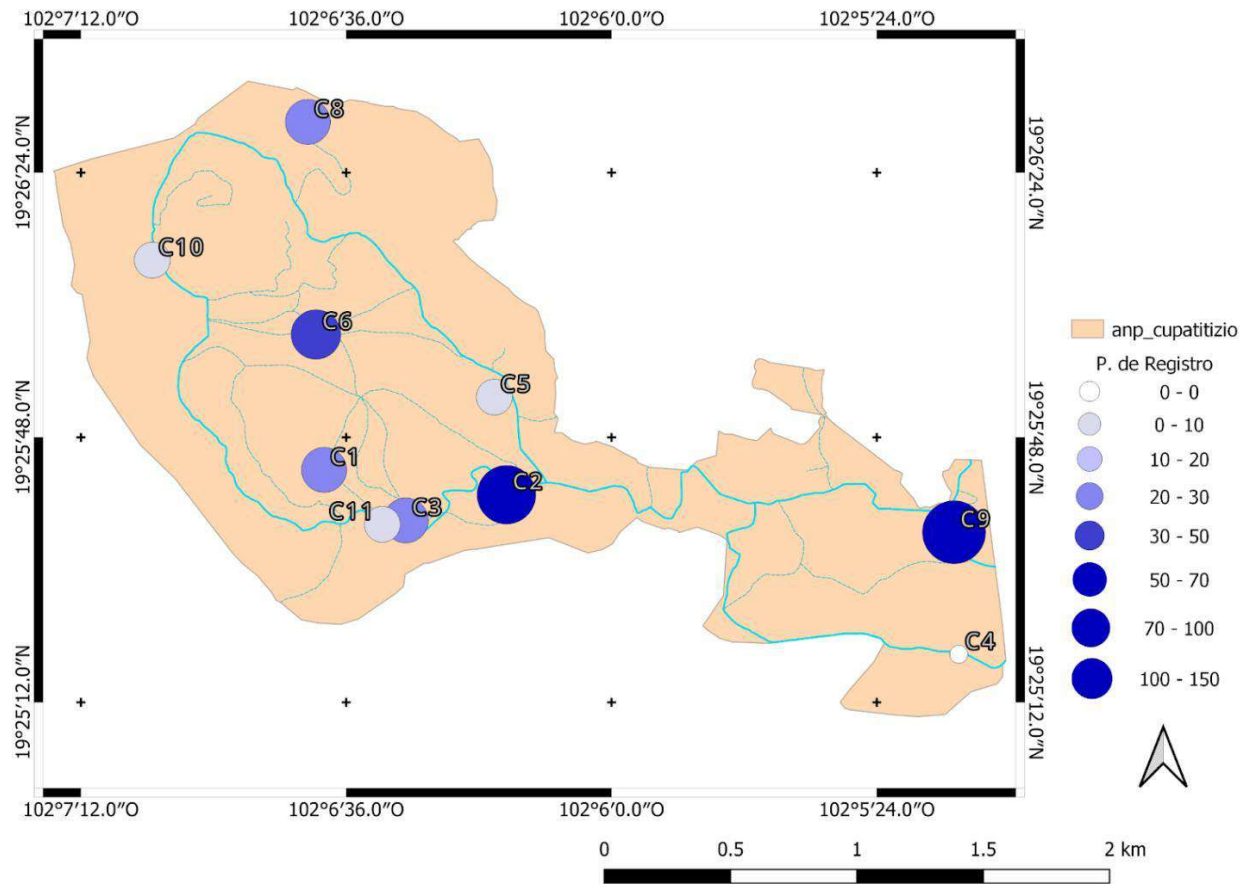 102°7'12.0"O 102°6'36.0"O 102°6'0.0"O 102°5'24.0"O
19°26'24.0"N
19°25'48.0"N
19°25'12.0"N
C8
C10
C6
C5
C1
C2
C11
C3
C9
C4
19°26'24.0"N
19°25'48.0"N
19°25'12.0"N
102°7'12.0"O 102°6'36.0"O 102°6'0.0"O 102°5'24.0"O
anp_cupatitizio
P. de Registro
0 - 0
0 - 10
10 - 20
20 - 30
30 - 50
50 - 70
70 - 100
100 - 150
0 0.5 1 1.5 2 km